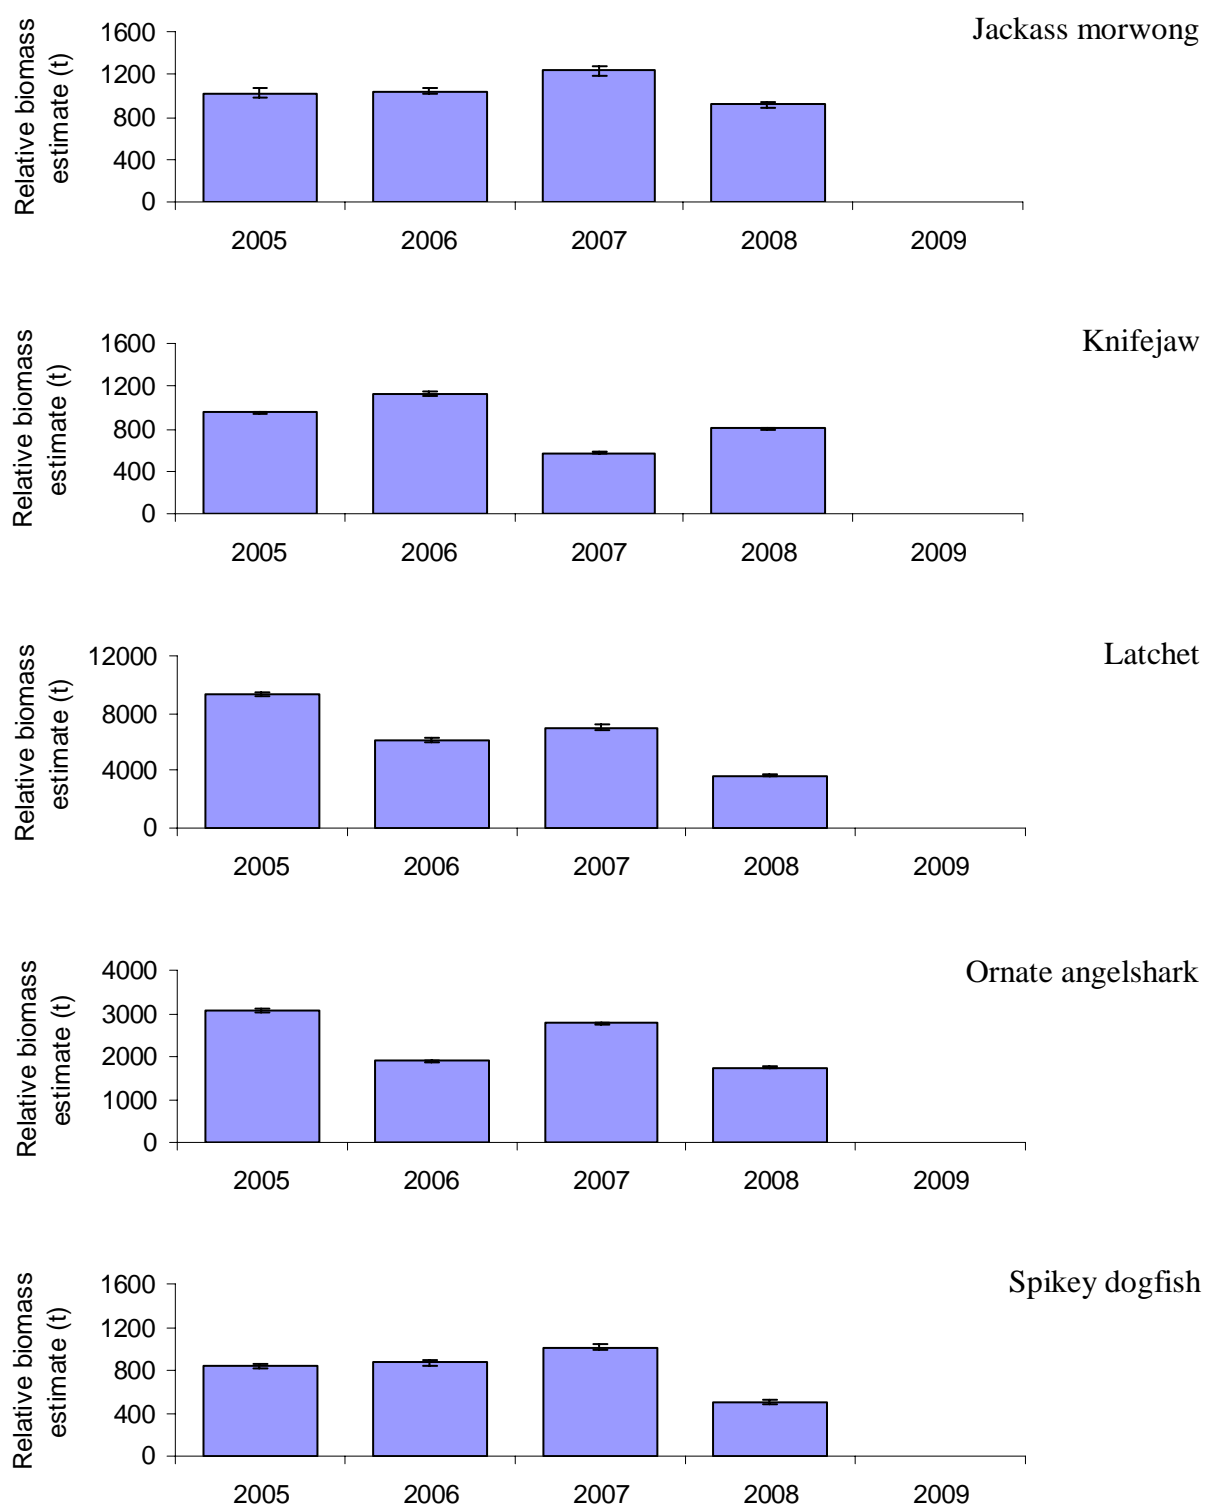 Jackass morwong
Relative biomass
estimate (t)
1600
1200
800
400
0
2005 2006 2007 2008 2009
Knifejaw
Relative biomass
estimate (t)
1600
1200
800
400
0
2005 2006 2007 2008 2009
Latchet
Relative biomass
estimate (t)
12000
8000
4000
0
2005 2006 2007 2008 2009
Ornate angelshark
Relative biomass
estimate (t)
4000
3000
2000
1000
0
2005 2006 2007 2008 2009
Spikey dogfish
Relative biomass
estimate (t)
1600
1200
800
400
0
2005 2006 2007 2008 2009